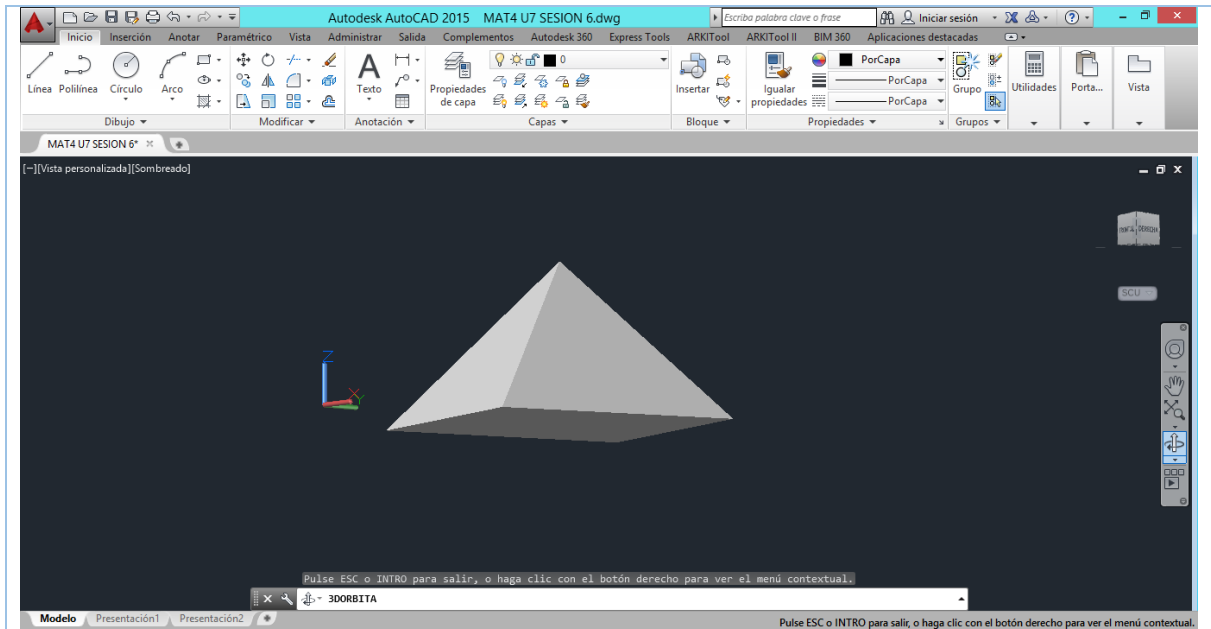 Autodesk AutoCAD 2015 MAT4 U7 SESION 6.dwg
Escriba palabra clave o frase
Iniciar sesión
Inicio Inserción Anotar Paramétrico Vista Administrar Salida Complementos Autodesk 360 Express Tools ARKITool ARKITool II BIM 360 Aplicaciones destacadas
Línea Polilínea Círculo Arco
Texto
Propiedades de capa
0
Insertar
Igualar propiedades
PorCapa
PorCapa
PorCapa
Grupo
Utilidades
Porta...
Vista
Dibujo Modificar Anotación Capas Bloque Propiedades Grupos
MAT4 U7 SESION 6*
[−][Vista personalizada][Sombreado]
SCU
Z
X
Y
Pulse ESC o INTRO para salir, o haga clic con el botón derecho para ver el menú contextual.
3DORBITA
Modelo Presentación1 Presentación2
Pulse ESC o INTRO para salir, o haga clic con el botón derecho para ver el menú contextual.